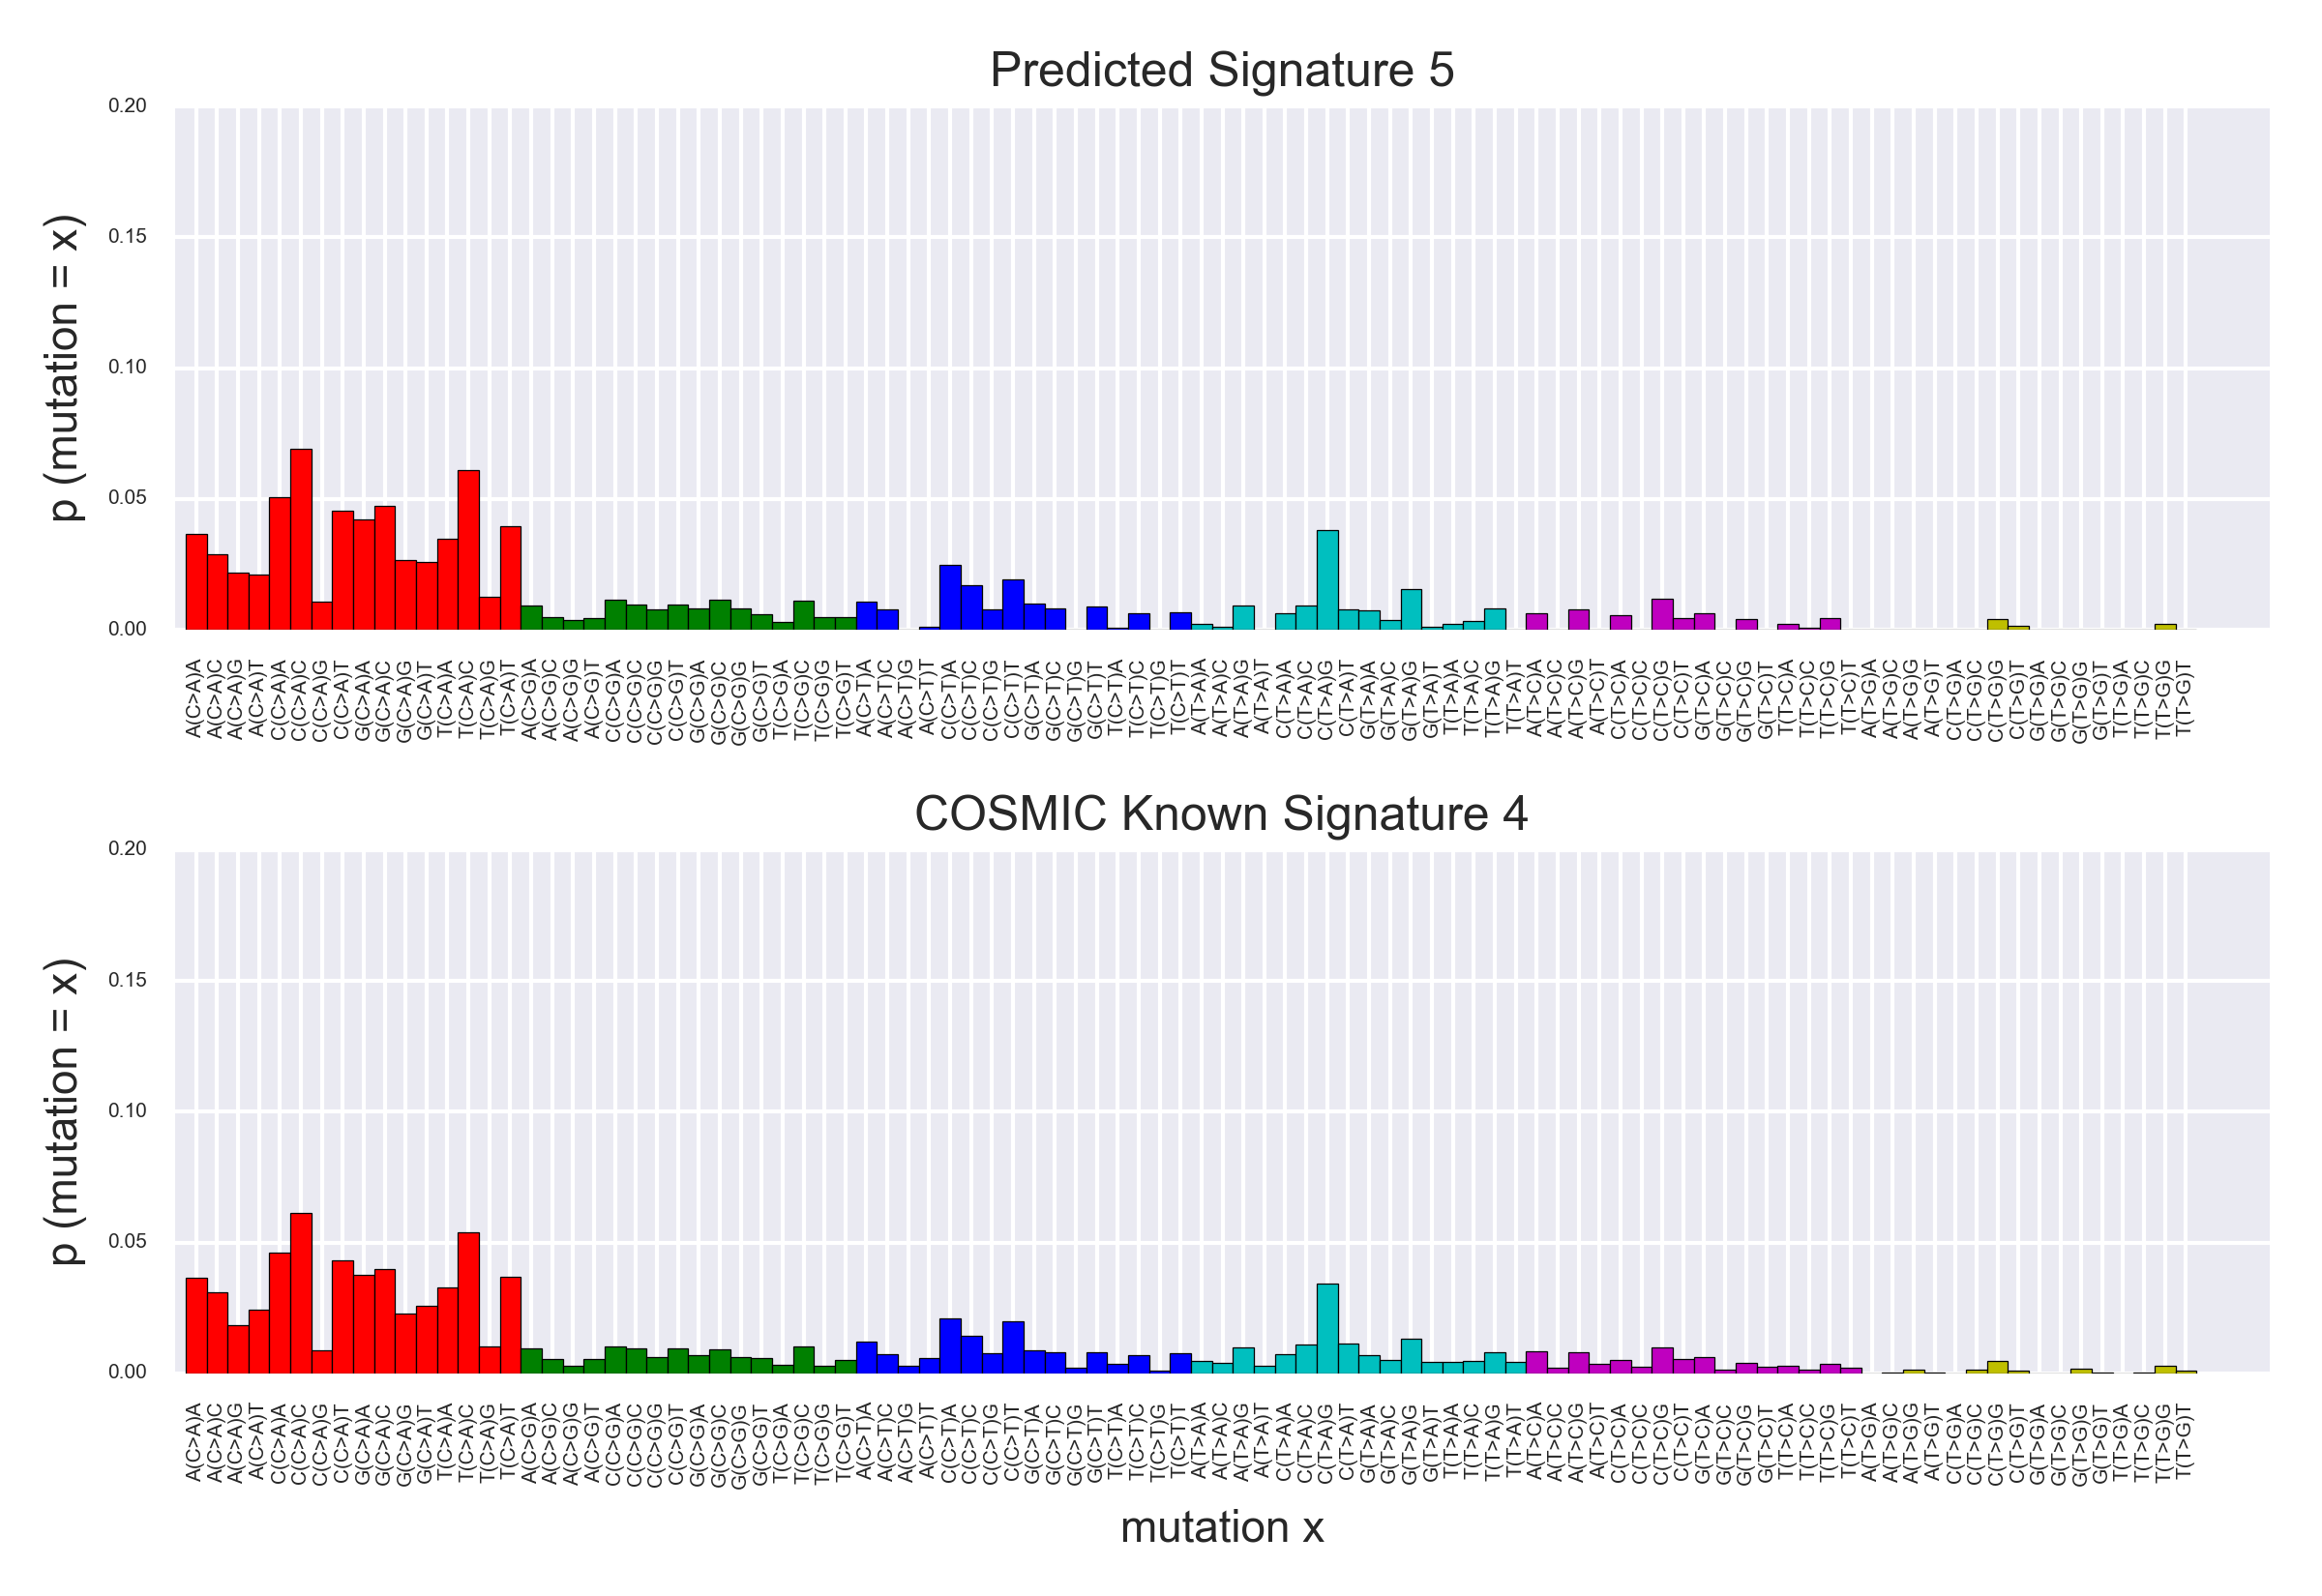 Predicted Signature 5
p (mutation = x)
0.20
0.15
0.10
0.05
0.00
A(C>A)A A(C>A)C A(C>A)G A(C>A)T C(C>A)A C(C>A)C C(C>A)G C(C>A)T G(C>A)A G(C>A)C G(C>A)G G(C>A)T T(C>A)A T(C>A)C T(C>A)G T(C>A)T A(C>G)A A(C>G)C A(C>G)G A(C>G)T C(C>G)A C(C>G)C C(C>G)G C(C>G)T G(C>G)A G(C>G)C G(C>G)G G(C>G)T T(C>G)A T(C>G)C T(C>G)G T(C>G)T A(C>T)A A(C>T)C A(C>T)G A(C>T)T C(C>T)A C(C>T)C C(C>T)G C(C>T)T G(C>T)A G(C>T)C G(C>T)G G(C>T)T T(C>T)A T(C>T)C T(C>T)G T(C>T)T A(T>A)A A(T>A)C A(T>A)G A(T>A)T C(T>A)A C(T>A)C C(T>A)G C(T>A)T G(T>A)A G(T>A)C G(T>A)G G(T>A)T T(T>A)A T(T>A)C T(T>A)G T(T>A)T A(T>C)A A(T>C)C A(T>C)G A(T>C)T C(T>C)A C(T>C)C C(T>C)G C(T>C)T G(T>C)A G(T>C)C G(T>C)G G(T>C)T T(T>C)A T(T>C)C T(T>C)G T(T>C)T A(T>G)A A(T>G)C A(T>G)G A(T>G)T C(T>G)A C(T>G)C C(T>G)G C(T>G)T G(T>G)A G(T>G)C G(T>G)G G(T>G)T T(T>G)A T(T>G)C T(T>G)G T(T>G)T
COSMIC Known Signature 4
p (mutation = x)
0.20
0.15
0.10
0.05
0.00
A(C>A)A A(C>A)C A(C>A)G A(C>A)T C(C>A)A C(C>A)C C(C>A)G C(C>A)T G(C>A)A G(C>A)C G(C>A)G G(C>A)T T(C>A)A T(C>A)C T(C>A)G T(C>A)T A(C>G)A A(C>G)C A(C>G)G A(C>G)T C(C>G)A C(C>G)C C(C>G)G C(C>G)T G(C>G)A G(C>G)C G(C>G)G G(C>G)T T(C>G)A T(C>G)C T(C>G)G T(C>G)T A(C>T)A A(C>T)C A(C>T)G A(C>T)T C(C>T)A C(C>T)C C(C>T)G C(C>T)T G(C>T)A G(C>T)C G(C>T)G G(C>T)T T(C>T)A T(C>T)C T(C>T)G T(C>T)T A(T>A)A A(T>A)C A(T>A)G A(T>A)T C(T>A)A C(T>A)C C(T>A)G C(T>A)T G(T>A)A G(T>A)C G(T>A)G G(T>A)T T(T>A)A T(T>A)C T(T>A)G T(T>A)T A(T>C)A A(T>C)C A(T>C)G A(T>C)T C(T>C)A C(T>C)C C(T>C)G C(T>C)T G(T>C)A G(T>C)C G(T>C)G G(T>C)T T(T>C)A T(T>C)C T(T>C)G T(T>C)T A(T>G)A A(T>G)C A(T>G)G A(T>G)T C(T>G)A C(T>G)C C(T>G)G C(T>G)T G(T>G)A G(T>G)C G(T>G)G G(T>G)T T(T>G)A T(T>G)C T(T>G)G T(T>G)T
mutation x